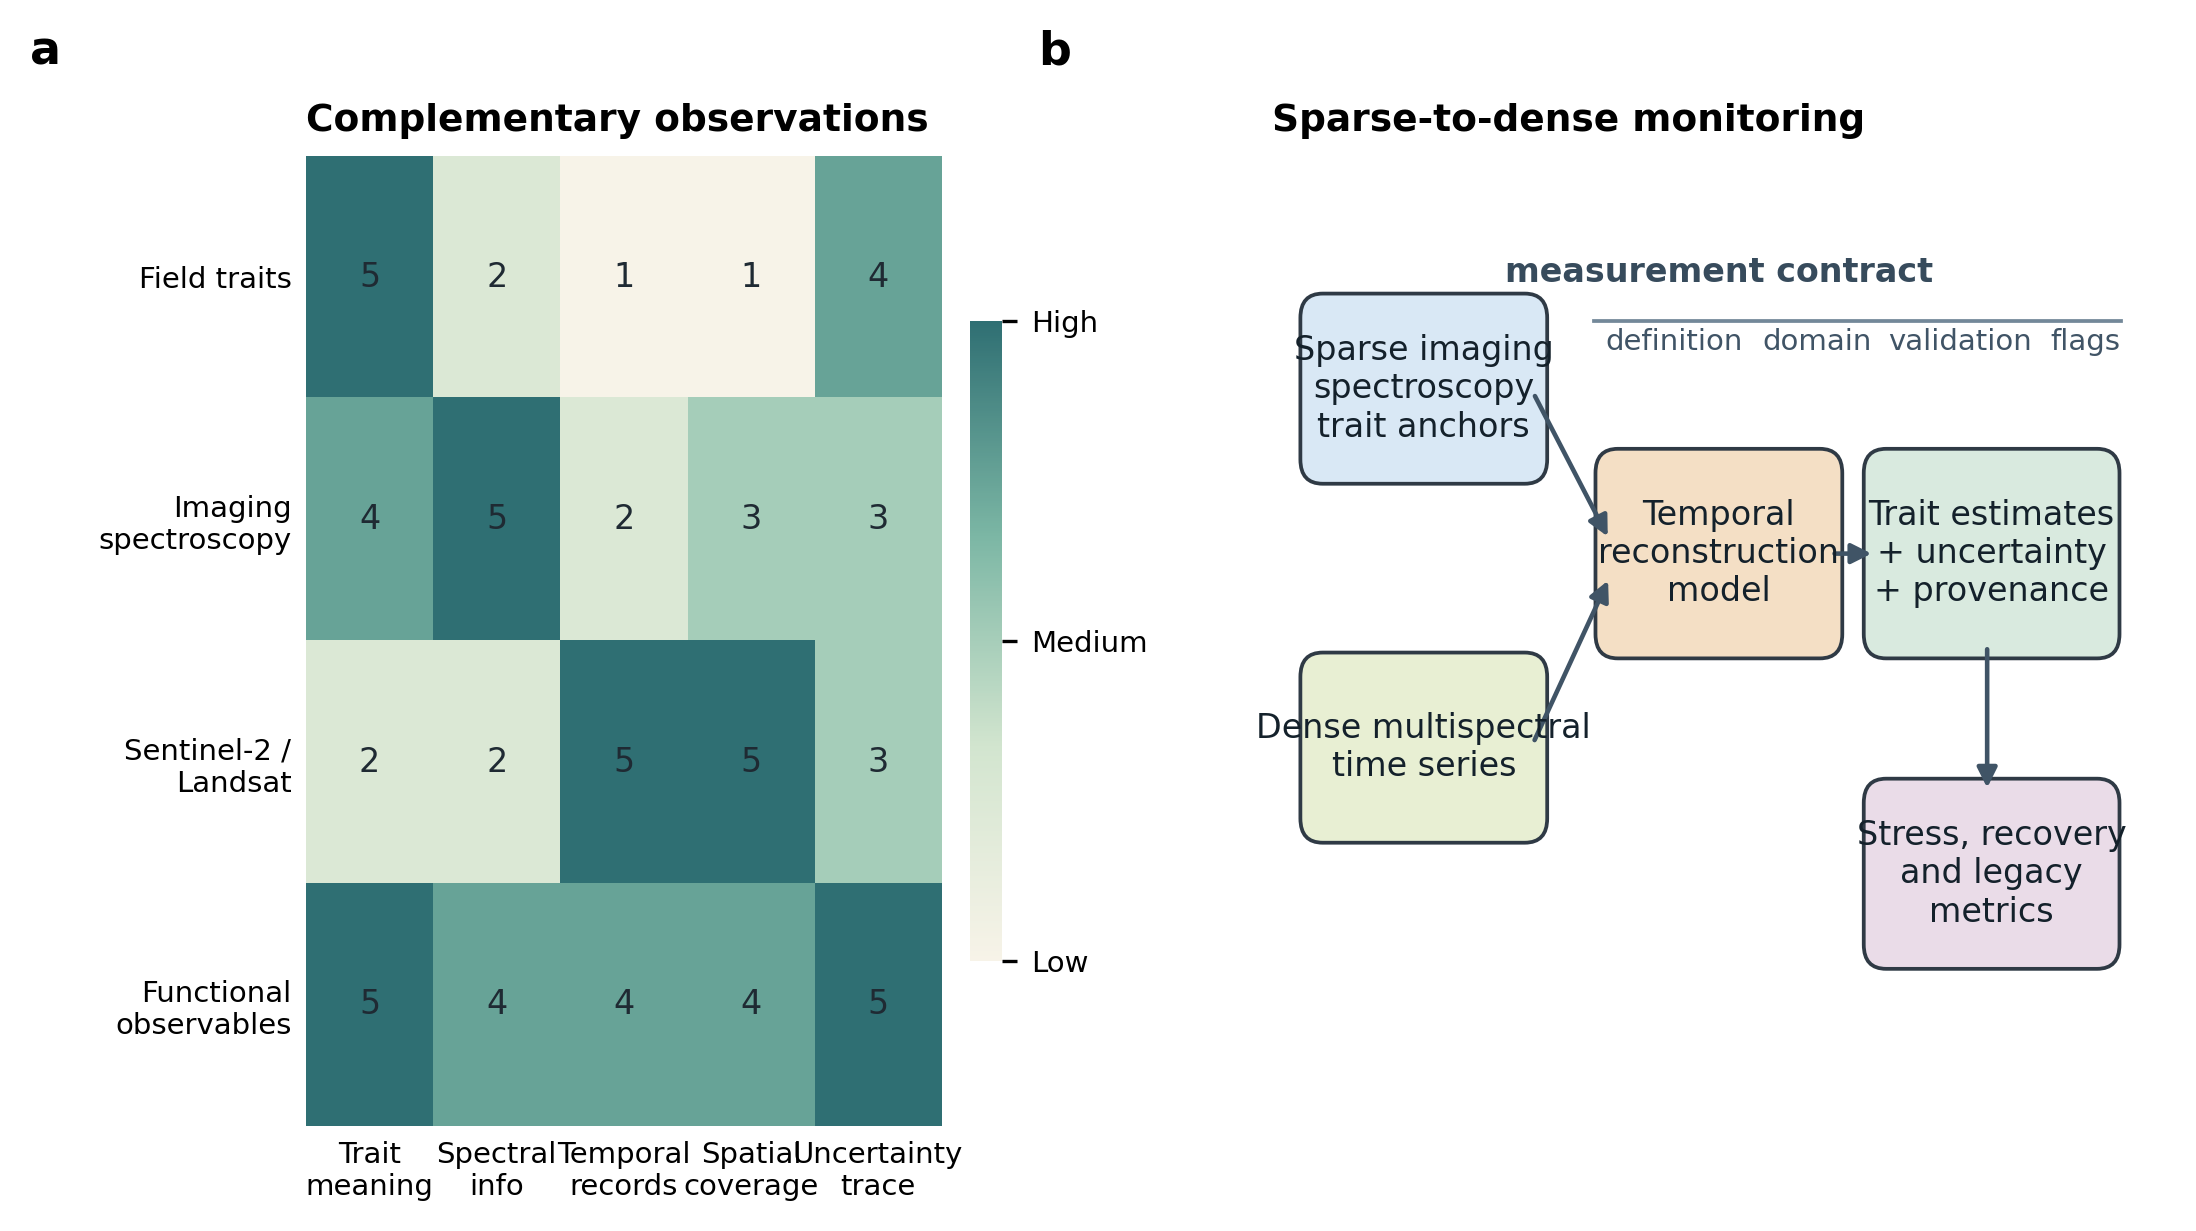 a
Complementary observations
Field traits
5 2 1 1 4
Imaging
spectroscopy
4 5 2 3 3
Sentinel-2 /
Landsat
2 2 5 5 3
Functional
observables
5 4 4 4 5
Trait Spectral Temporal Spatial Uncertainty
meaning info records coverage trace
High
Medium
Low
b
Sparse-to-dense monitoring
measurement contract
definition domain validation flags
Sparse imaging
spectroscopy
trait anchors
Dense multispectral
time series
Temporal
reconstruction
model
Trait estimates
+ uncertainty
+ provenance
Stress, recovery
and legacy
metrics